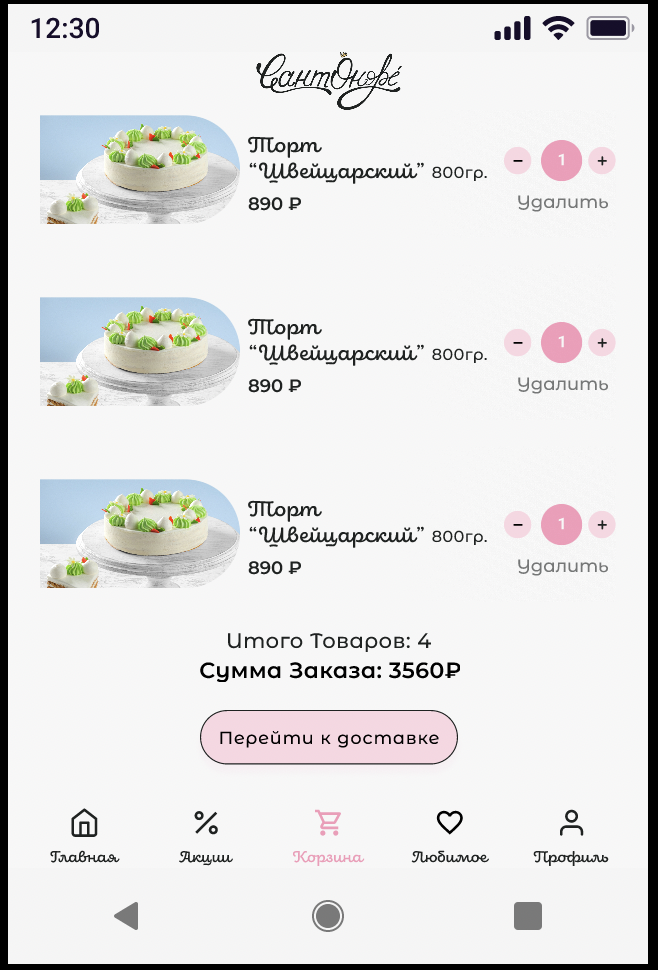 12:30
СантОноре́
Торт
“Швейцарский” 800гр.
890 ₽
- 1 +
Удалить
Торт
“Швейцарский” 800гр.
890 ₽
- 1 +
Удалить
Торт
“Швейцарский” 800гр.
890 ₽
- 1 +
Удалить
Итого Товаров: 4
Сумма Заказа: 3560₽
Перейти к доставке
Главная Акции Корзина Любимое Профиль